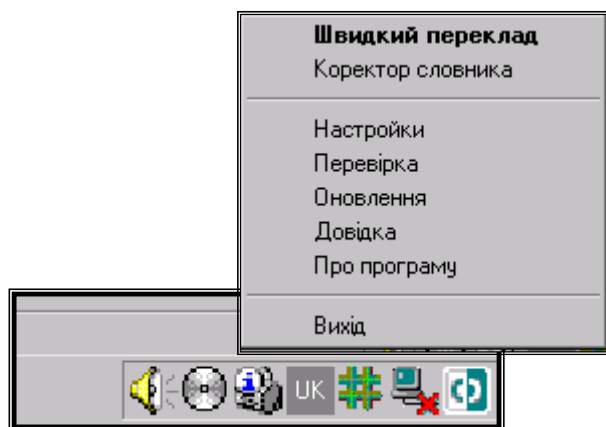 Швидкий переклад
Коректор словника
Настройки
Перевірка
Оновлення
Довідка
Про програму
Вихід
UK